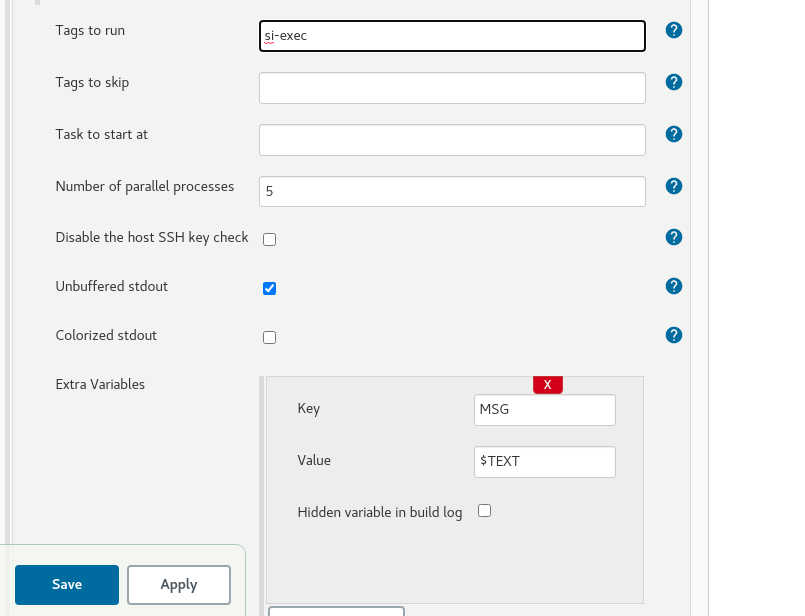 Tags to run
si-exec
?
Tags to skip
?
Task to start at
?
Number of parallel processes
5
?
Disable the host SSH key check
?
Unbuffered stdout
?
Colorized stdout
?
Extra Variables
X
Key
MSG
Value
$TEXT
Hidden variable in build log
Save
Apply